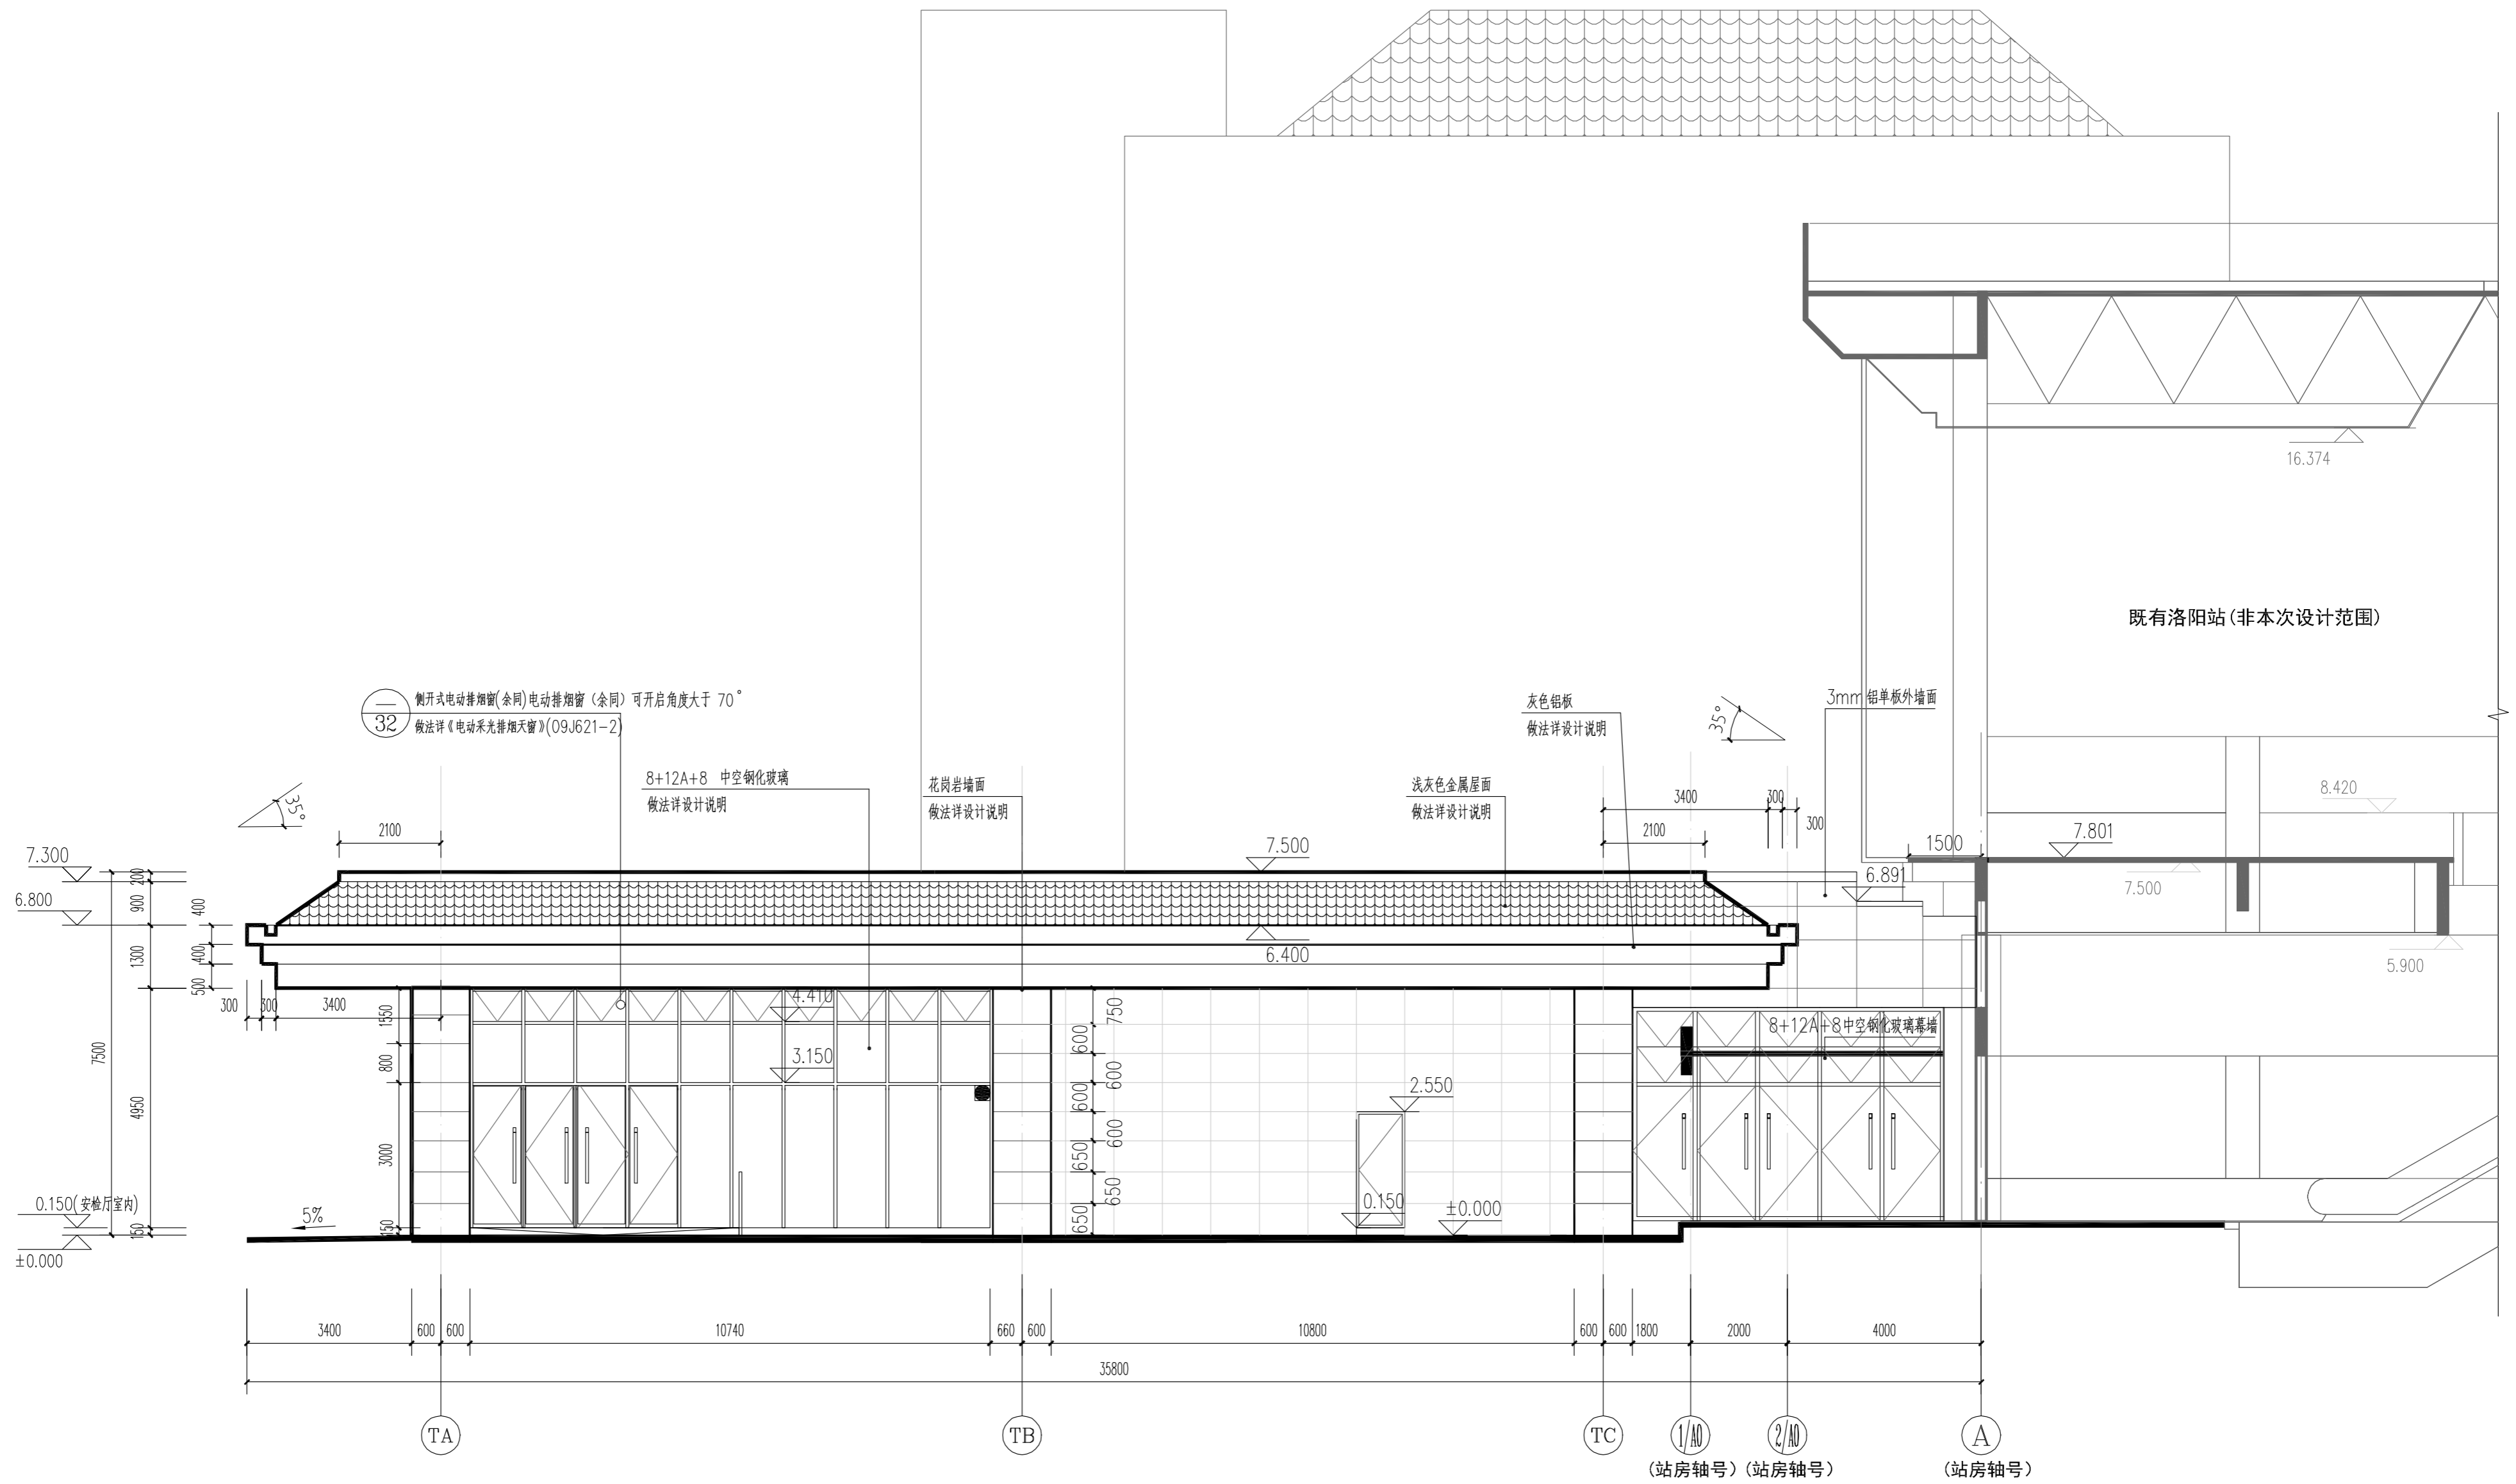 16.374
既有洛阳站(非本次设计范围)
32
侧开式电动排烟窗(余同)电动排烟窗(余同)可开启角度大于 70°
做法详《电动采光排烟天窗》(09J621-2)
灰色铝板
做法详设计说明
35°
3mm 铝单板外墙面
8+12A+8 中空钢化玻璃
做法详设计说明
花岗岩墙面
做法详设计说明
浅灰色金属屋面
做法详设计说明
35°
3400
300
300
8.420
2100
2100
1500
7.801
7.500
7.300
200
7.500
6.891
6.800
900
400
1300
400
500
6.400
5.900
300
300
3400
1550
4.410
750
600
8+12A+8中空钢化玻璃幕墙
7500
800
3.150
600
600
2.550
4950
600
3000
650
650
0.150(安检厅室内)
5%
650
0.150
±0.000
150
150
±0.000
3400
600
600
10740
660
600
10800
600
600
1800
2000
4000
35800
TA
TB
TC
1/A0
2/A0
A
(站房轴号)
(站房轴号)
(站房轴号)